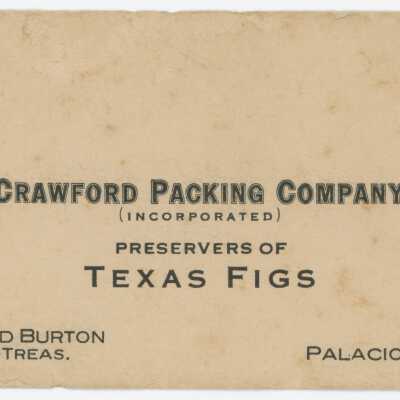 CRAWFORD PACKING COMPANY
(INCORPORATED)
PRESERVERS OF
TEXAS FIGS
D BURTON
TREAS.
PALACIO